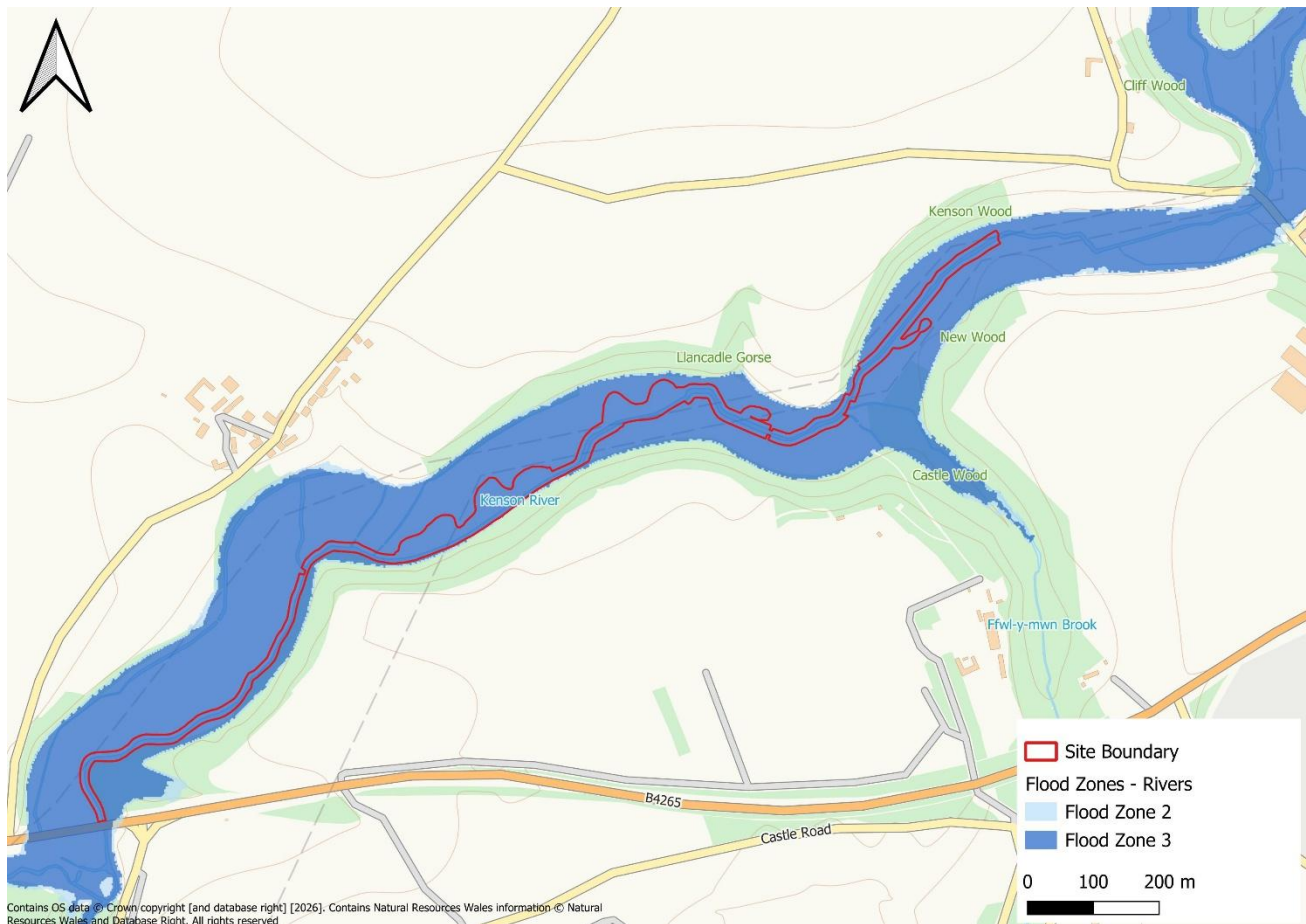 Cliff Wood
Kenson Wood
New Wood
Llancadle Gorse
Castle Wood
Kenson River
Ffwl-y-mwn Brook
B4265
Castle Road
Site Boundary
Flood Zones - Rivers
Flood Zone 2
Flood Zone 3
0 100 200 m
Contains OS data © Crown copyright [and database right] [2026]. Contains Natural Resources Wales information © Natural
Resources Wales and Database Right. All rights reserved